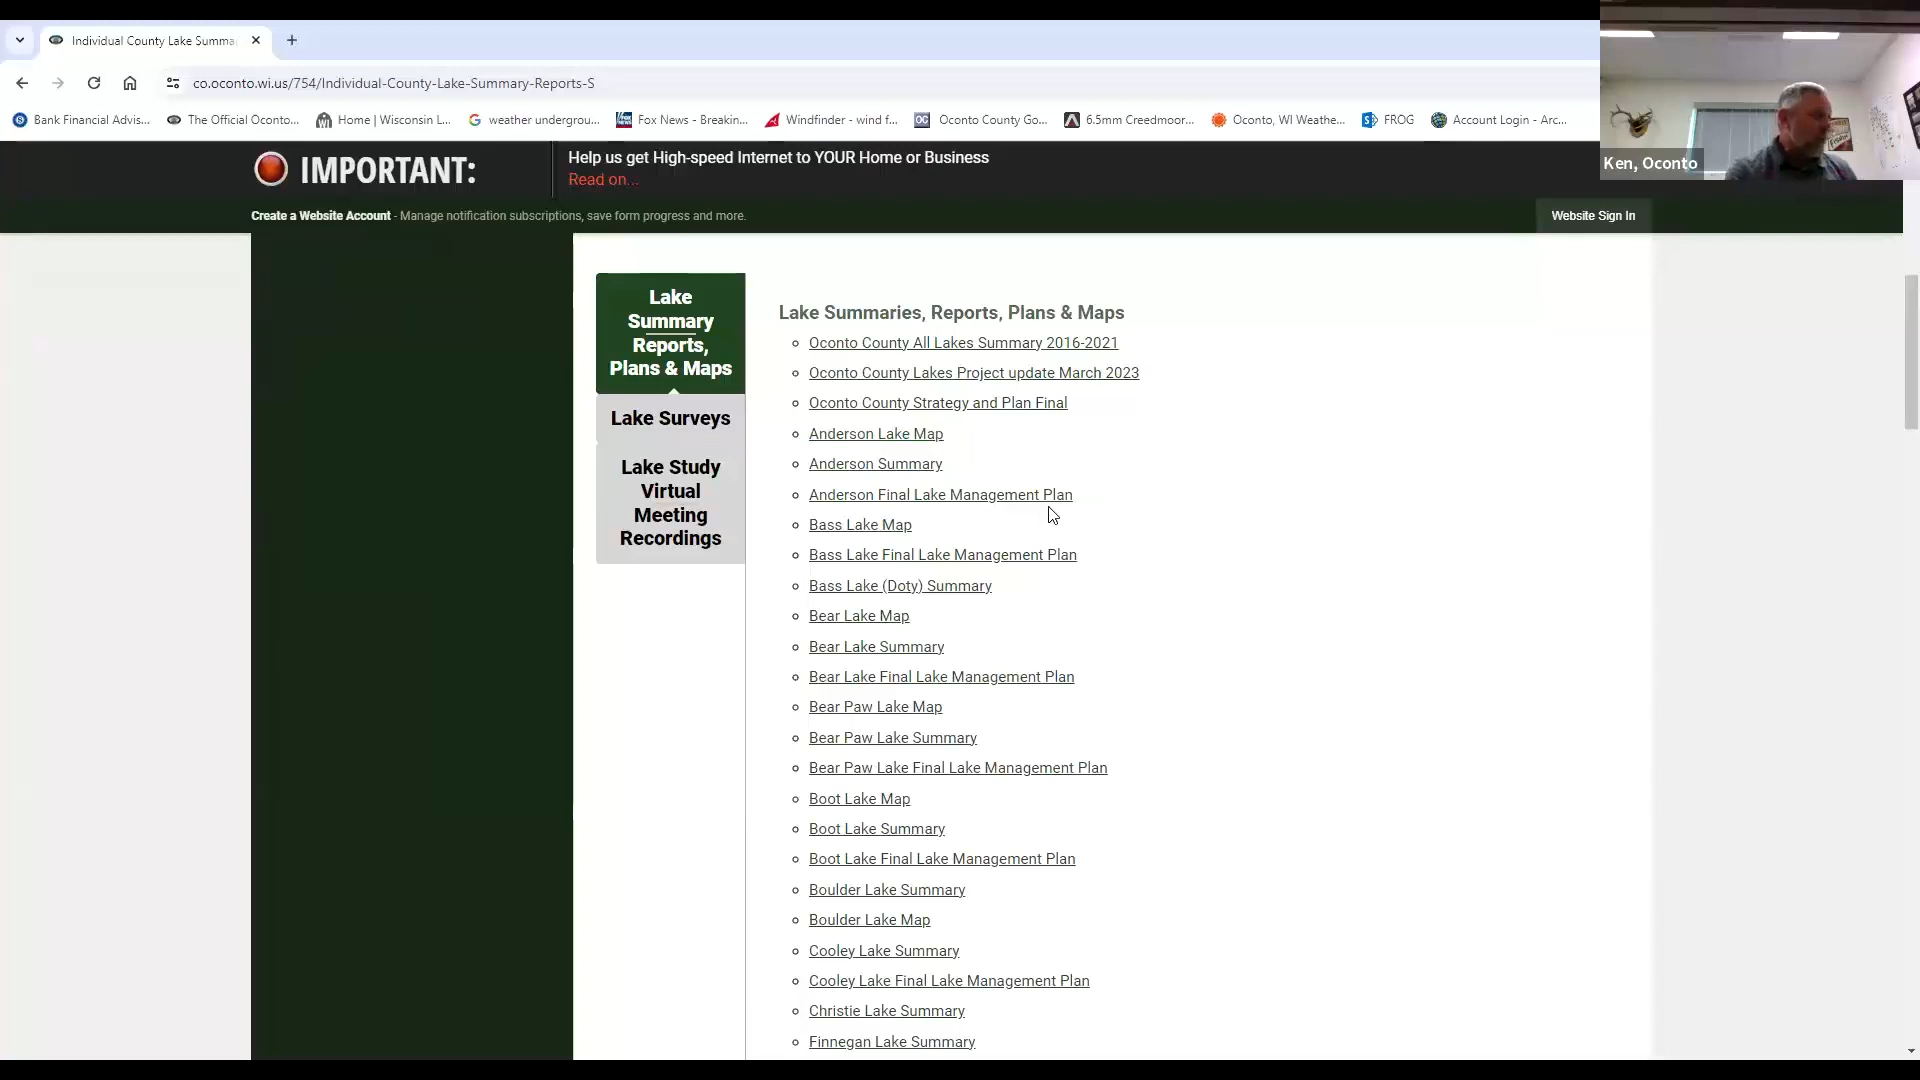 Individual County Lake Summa
co.oconto.wi.us/754/Individual-County-Lake-Summary-Reports-S
Bank Financial Advis... The Official Oconto... Home | Wisconsin L... weather undergrou... Fox News - Breakin... Windfinder - wind f... Oconto County Go... 6.5mm Creedmoor... Oconto, WI Weathe... FROG Account Login - Arc...
Ken, Oconto
IMPORTANT:
Help us get High-speed Internet to YOUR Home or Business
Read on...
Create a Website Account - Manage notification subscriptions, save form progress and more.
Website Sign In
Lake
Summary
Reports,
Plans & Maps
Lake Surveys
Lake Study
Virtual
Meeting
Recordings
Lake Summaries, Reports, Plans & Maps
Oconto County All Lakes Summary 2016-2021
Oconto County Lakes Project update March 2023
Oconto County Strategy and Plan Final
Anderson Lake Map
Anderson Summary
Anderson Final Lake Management Plan
Bass Lake Map
Bass Lake Final Lake Management Plan
Bass Lake (Doty) Summary
Bear Lake Map
Bear Lake Summary
Bear Lake Final Lake Management Plan
Bear Paw Lake Map
Bear Paw Lake Summary
Bear Paw Lake Final Lake Management Plan
Boot Lake Map
Boot Lake Summary
Boot Lake Final Lake Management Plan
Boulder Lake Summary
Boulder Lake Map
Cooley Lake Summary
Cooley Lake Final Lake Management Plan
Christie Lake Summary
Finnegan Lake Summary